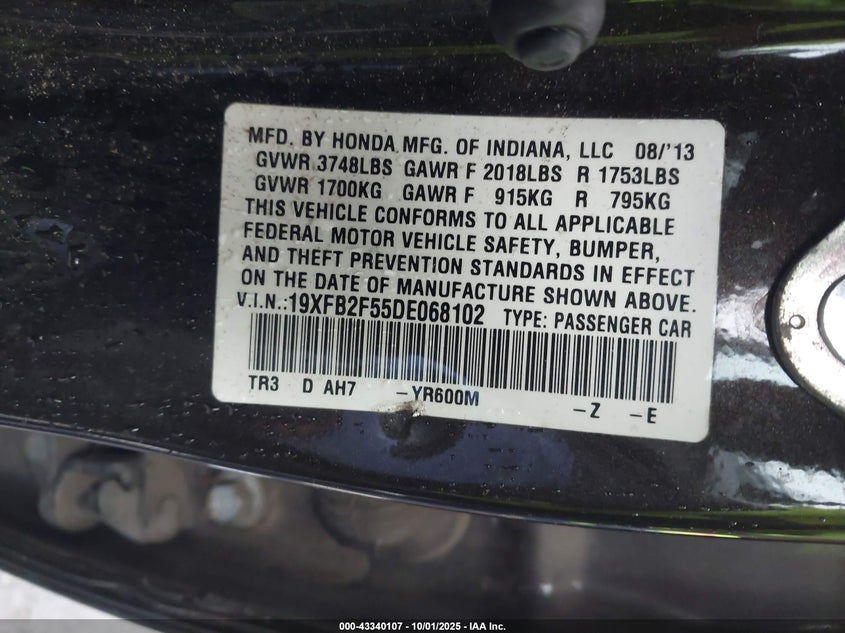 MFD. BY HONDA MFG. OF INDIANA, LLC 08/'13
GVWR 3748LBS GAWR F 2018LBS R 1753LBS
GVWR 1700KG GAWR F 915KG R 795KG
THIS VEHICLE CONFORMS TO ALL APPLICABLE
FEDERAL MOTOR VEHICLE SAFETY, BUMPER,
AND THEFT PREVENTION STANDARDS IN EFFECT
ON THE DATE OF MANUFACTURE SHOWN ABOVE.
V.I.N.:19XFB2F55DE068102 TYPE: PASSENGER CAR
TR3 D AH7 -YR600M -Z -E
000-43340107 - 10/01/2025 - IAA Inc.